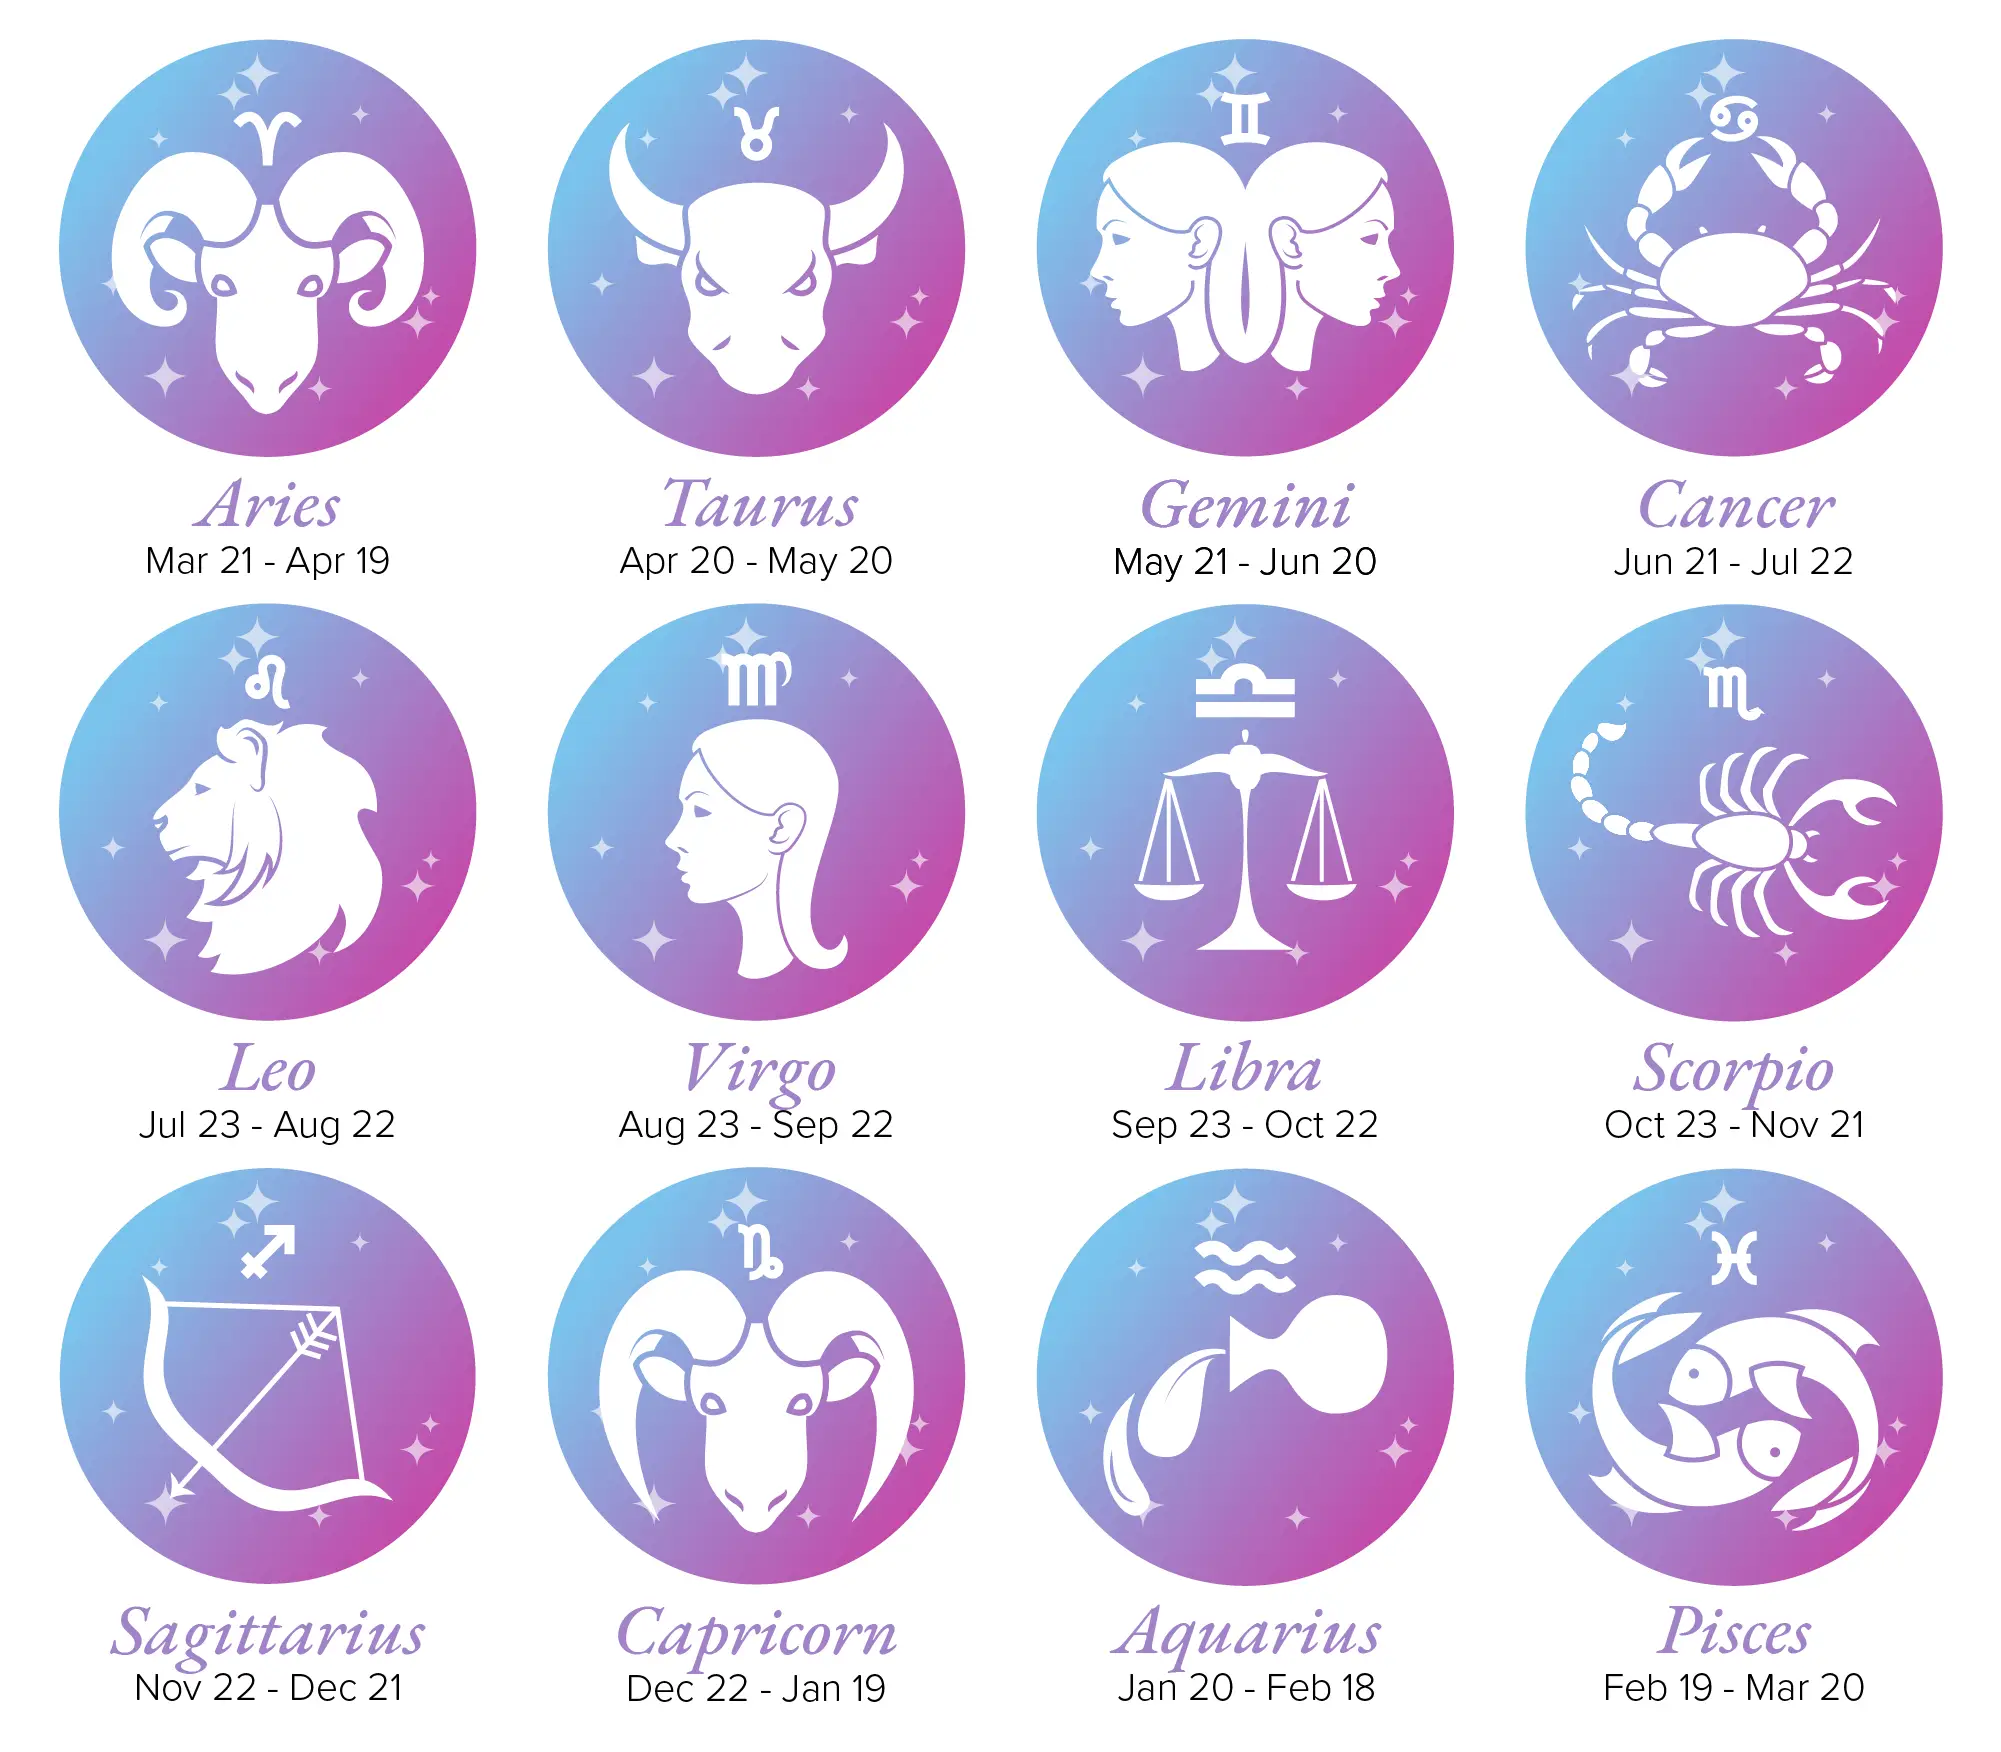 Aries
Mar 21 - Apr 19
Taurus
Apr 20 - May 20
Gemini
May 21 - Jun 20
Cancer
Jun 21 - Jul 22
Leo
Jul 23 - Aug 22
Virgo
Aug 23 - Sep 22
Libra
Sep 23 - Oct 22
Scorpio
Oct 23 - Nov 21
Sagittarius
Nov 22 - Dec 21
Capricorn
Dec 22 - Jan 19
Aquarius
Jan 20 - Feb 18
Pisces
Feb 19 - Mar 20